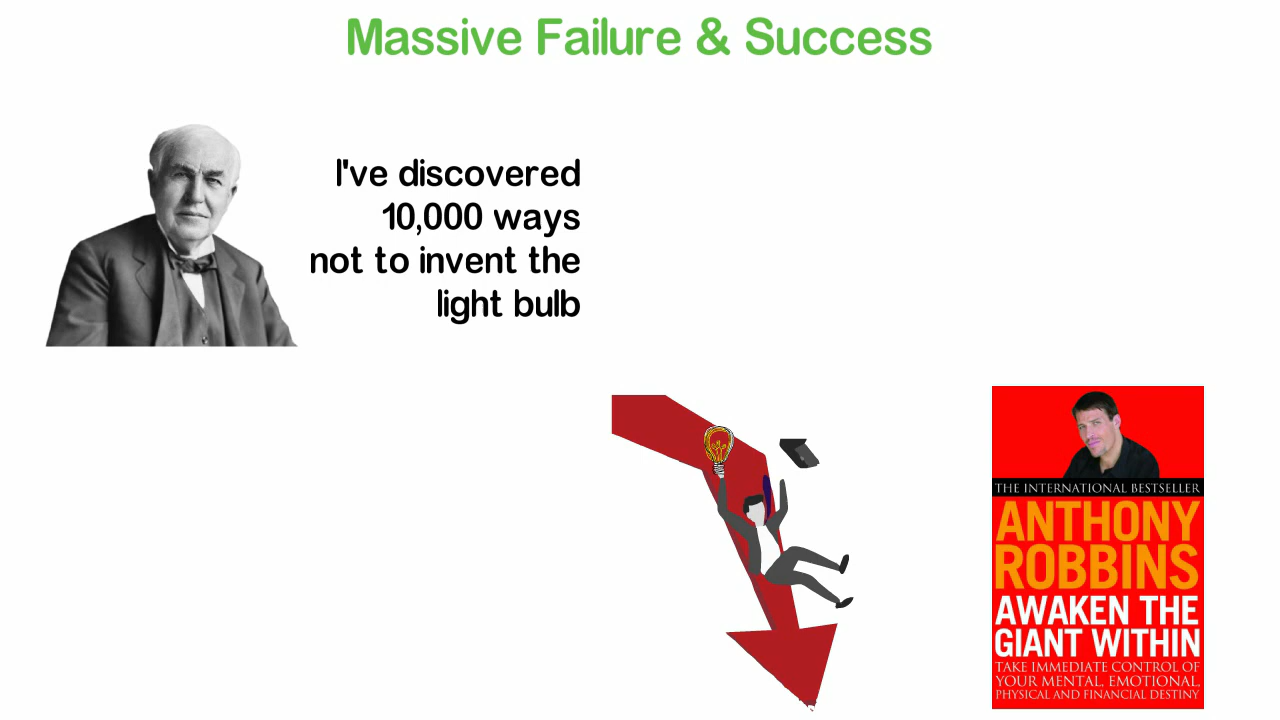 Massive Failure & Success
I've discovered
10,000 ways
not to invent the
light bulb
THE INTERNATIONAL BESTSELLER
ANTHONY
ROBBINS
AWAKEN THE
GIANT WITHIN
TAKE IMMEDIATE CONTROL OF
YOUR MENTAL, EMOTIONAL,
PHYSICAL AND FINANCIAL DESTINY